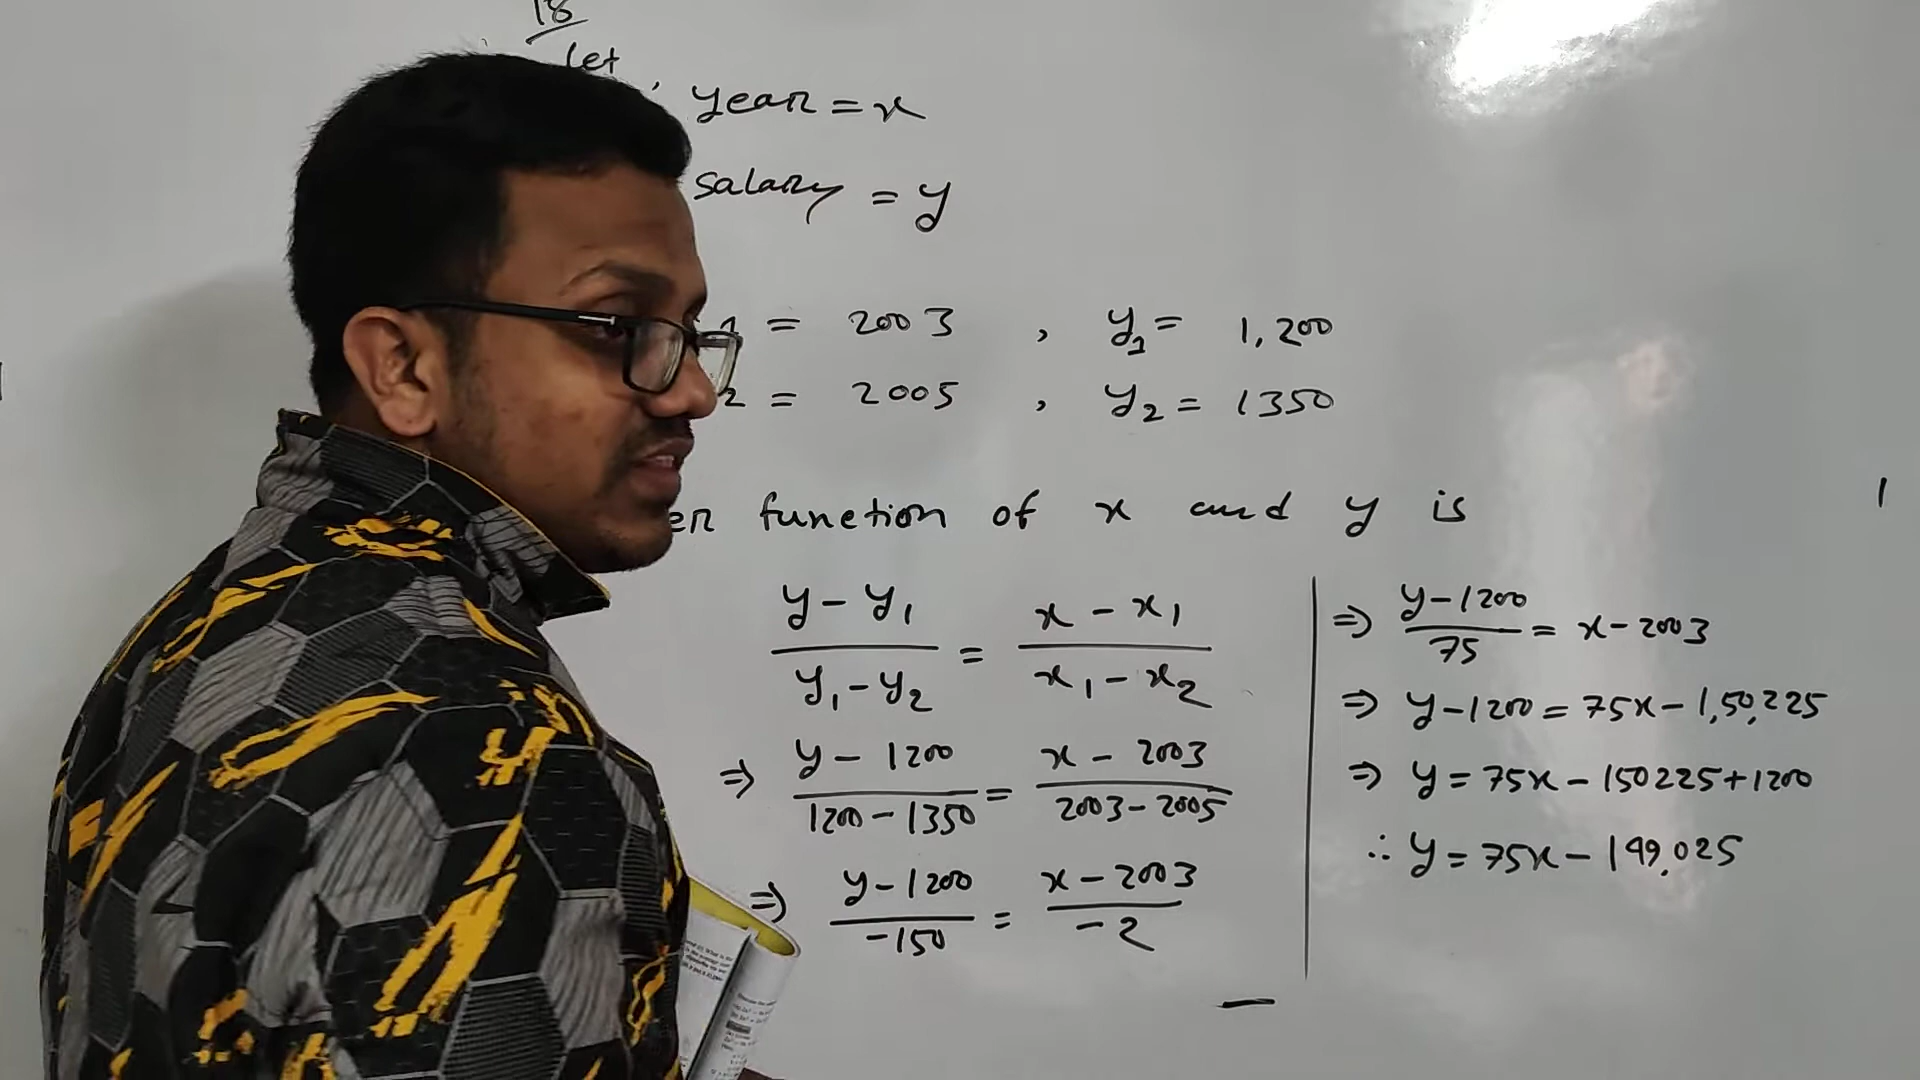 18
let,
year = x
salary = y
1 = 2003 , y₁ = 1,200
2 = 2005 , y₂ = 1350
er function of x and y is
(y - y₁)/(y₁ - y₂) = (x - x₁)/(x₁ - x₂)
⇒ (y - 1200)/(1200 - 1350) = (x - 2003)/(2003 - 2005)
⇒ (y - 1200)/(-150) = (x - 2003)/(-2)
⇒ (y - 1200)/75 = x - 2003
⇒ y - 1200 = 75x - 1,50,225
⇒ y = 75x - 150225 + 1200
∴ y = 75x - 149,025